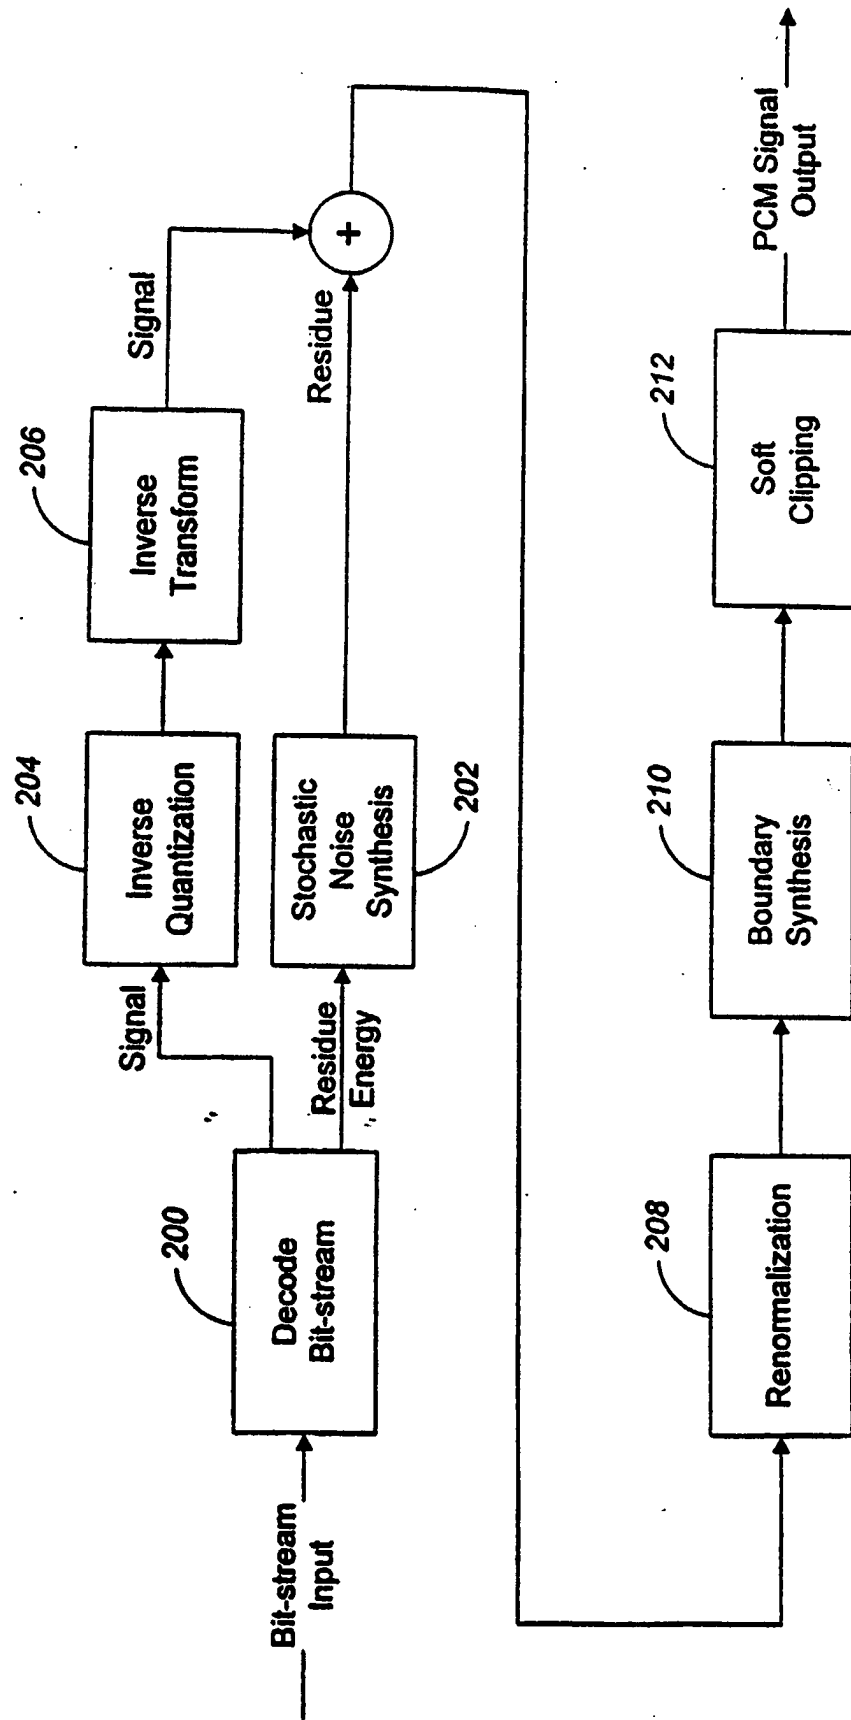 Bit-stream
Input
200
Decode
Bit-stream
Signal
Residue
Energy
204
Inverse
Quantization
Stochastic
Noise
Synthesis
202
206
Inverse
Transform
Signal
Residue
+
208
Renormalization
210
Boundary
Synthesis
212
Soft
Clipping
PCM Signal
Output